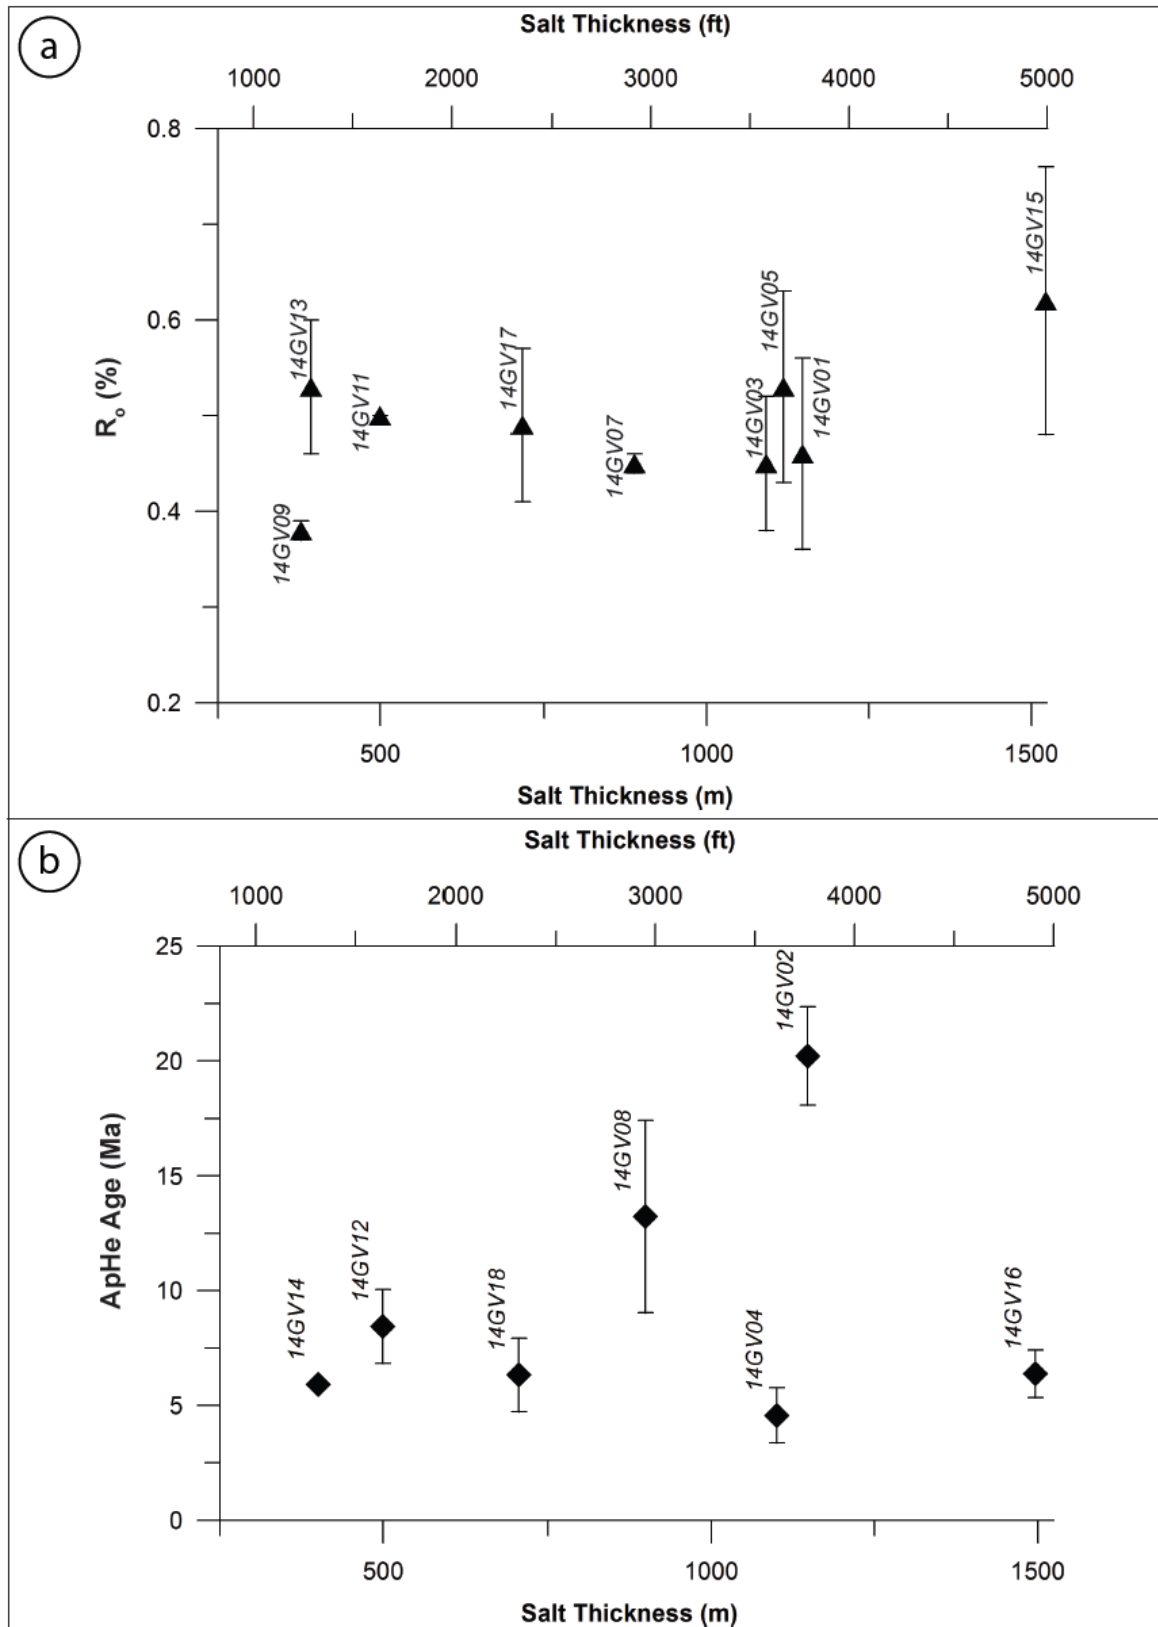 a
Salt Thickness (ft)
1000 2000 3000 4000 5000
0.8
0.6
0.4
0.2
Ro (%)
14GV09
14GV13
14GV11
14GV17
14GV07
14GV03
14GV05
14GV01
14GV15
500 1000 1500
Salt Thickness (m)
b
Salt Thickness (ft)
1000 2000 3000 4000 5000
25
20
15
10
5
0
ApHe Age (Ma)
14GV14
14GV12
14GV18
14GV08
14GV04
14GV02
14GV16
500 1000 1500
Salt Thickness (m)